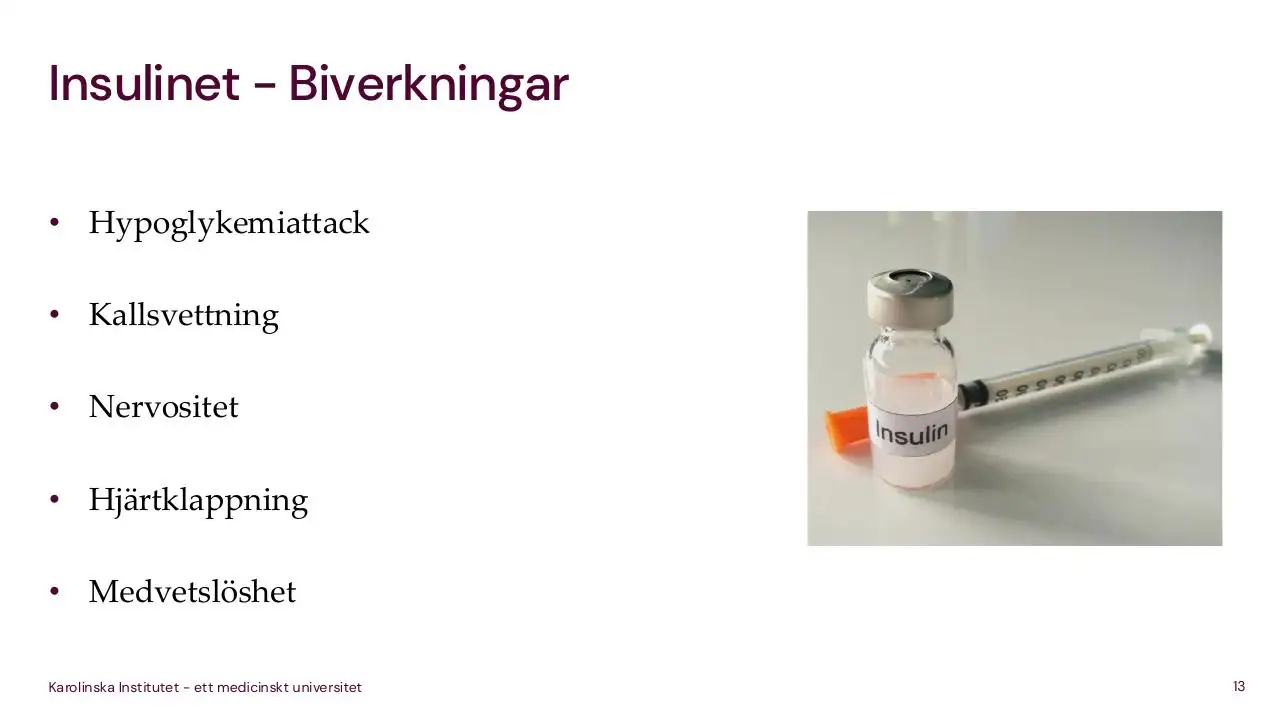 Insulinet - Biverkningar
• Hypoglykemiattack
• Kallsvettning
• Nervositet
• Hjärtklappning
• Medvetslöshet
Insulin
Karolinska Institutet - ett medicinskt universitet
13